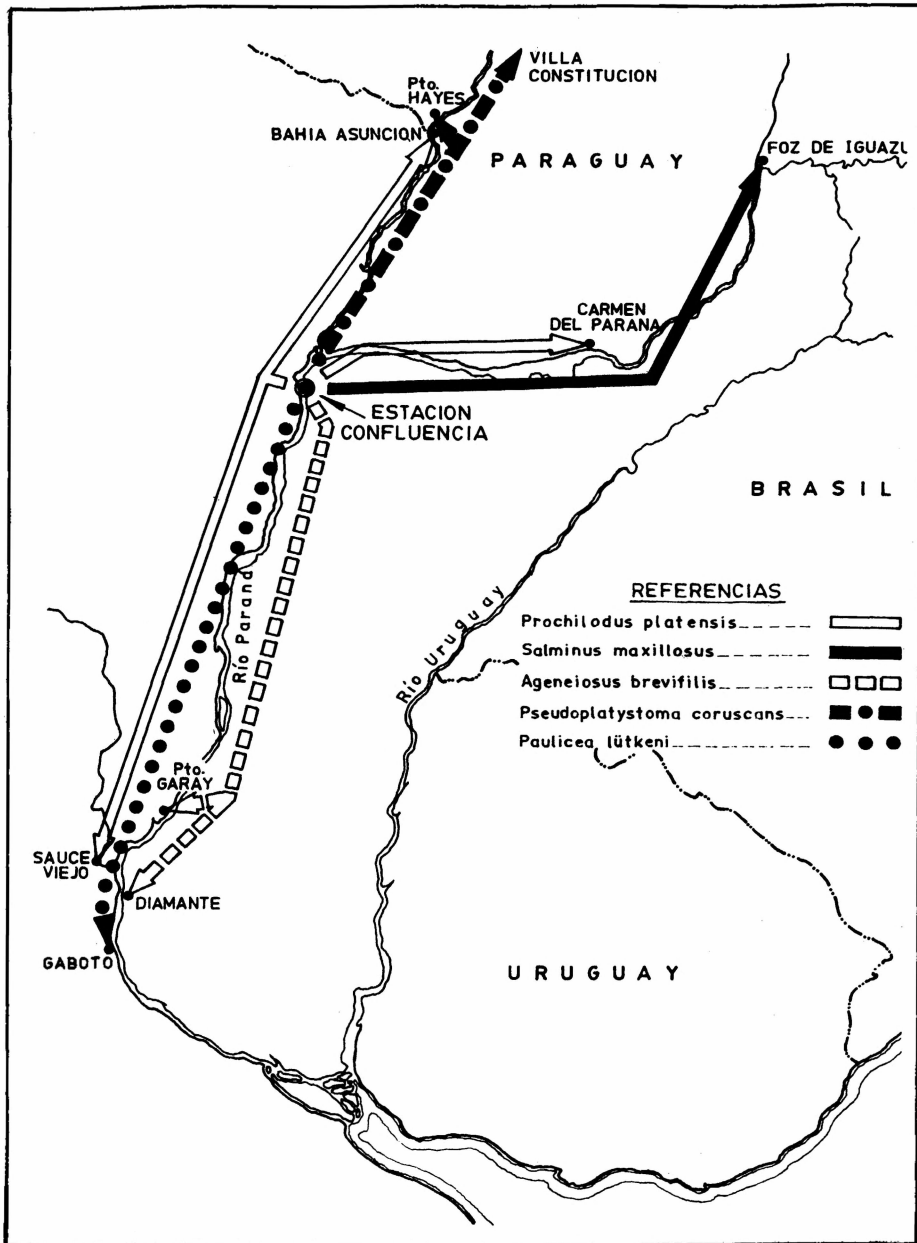 VILLA
CONSTITUCION
Pto.
HAYES
BAHIA ASUNCION
PARAGUAY
FOZ DE IGUAZU
CARMEN
DEL PARANA
ESTACION
CONFLUENCIA
BRASIL
Río Paraná
Río Uruguay
REFERENCIAS
Prochilodus platensis
Salminus maxillosus
Ageneiosus brevifilis
Pseudoplatystoma coruscans
Paulicea lütkeni
Pto.
GARAY
SAUCE
VIEJO
DIAMANTE
GABOTO
URUGUAY